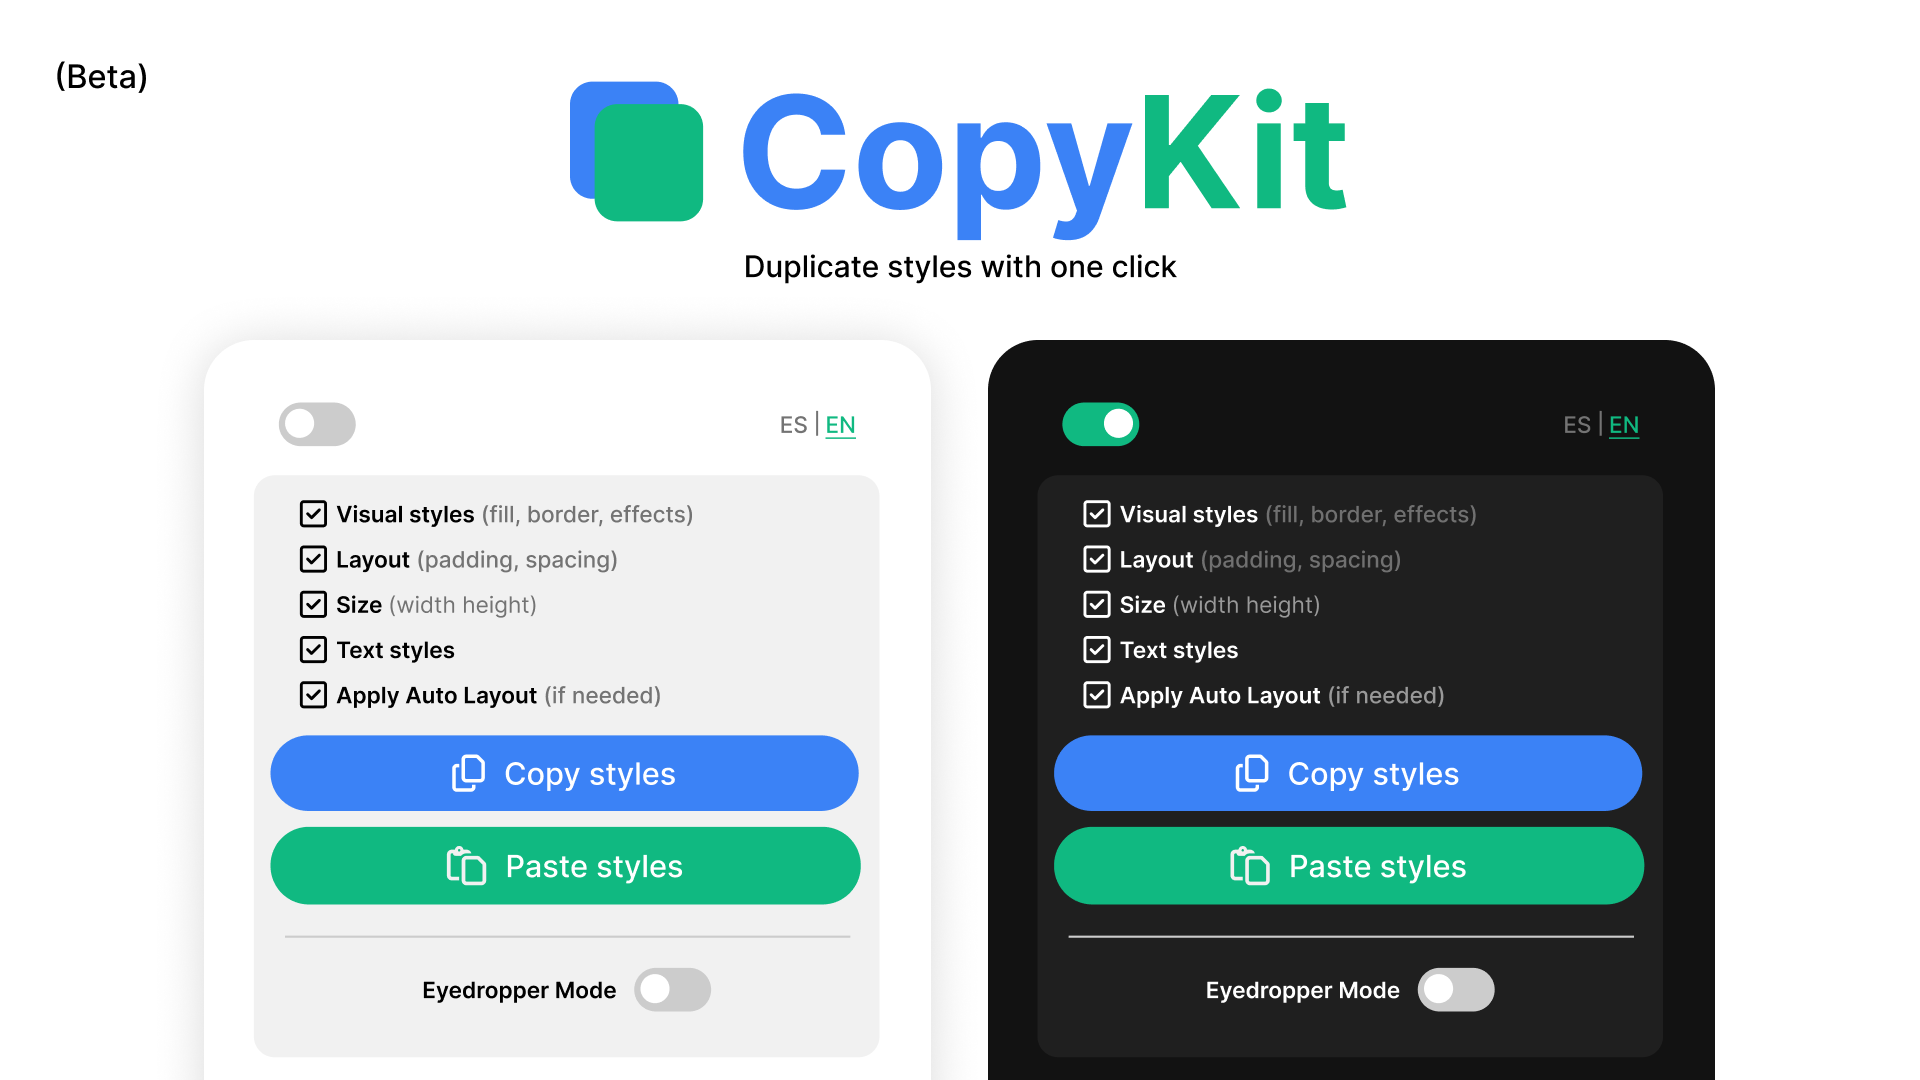 (Beta)
CopyKit
Duplicate styles with one click
ES | EN
Visual styles (fill, border, effects)
Layout (padding, spacing)
Size (width height)
Text styles
Apply Auto Layout (if needed)
Copy styles
Paste styles
Eyedropper Mode
ES | EN
Visual styles (fill, border, effects)
Layout (padding, spacing)
Size (width height)
Text styles
Apply Auto Layout (if needed)
Copy styles
Paste styles
Eyedropper Mode